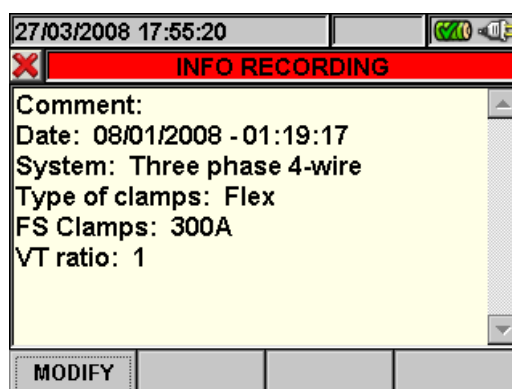 27/03/2008 17:55:20
INFO RECORDING
Comment:
Date: 08/01/2008 - 01:19:17
System: Three phase 4-wire
Type of clamps: Flex
FS Clamps: 300A
VT ratio: 1
MODIFY